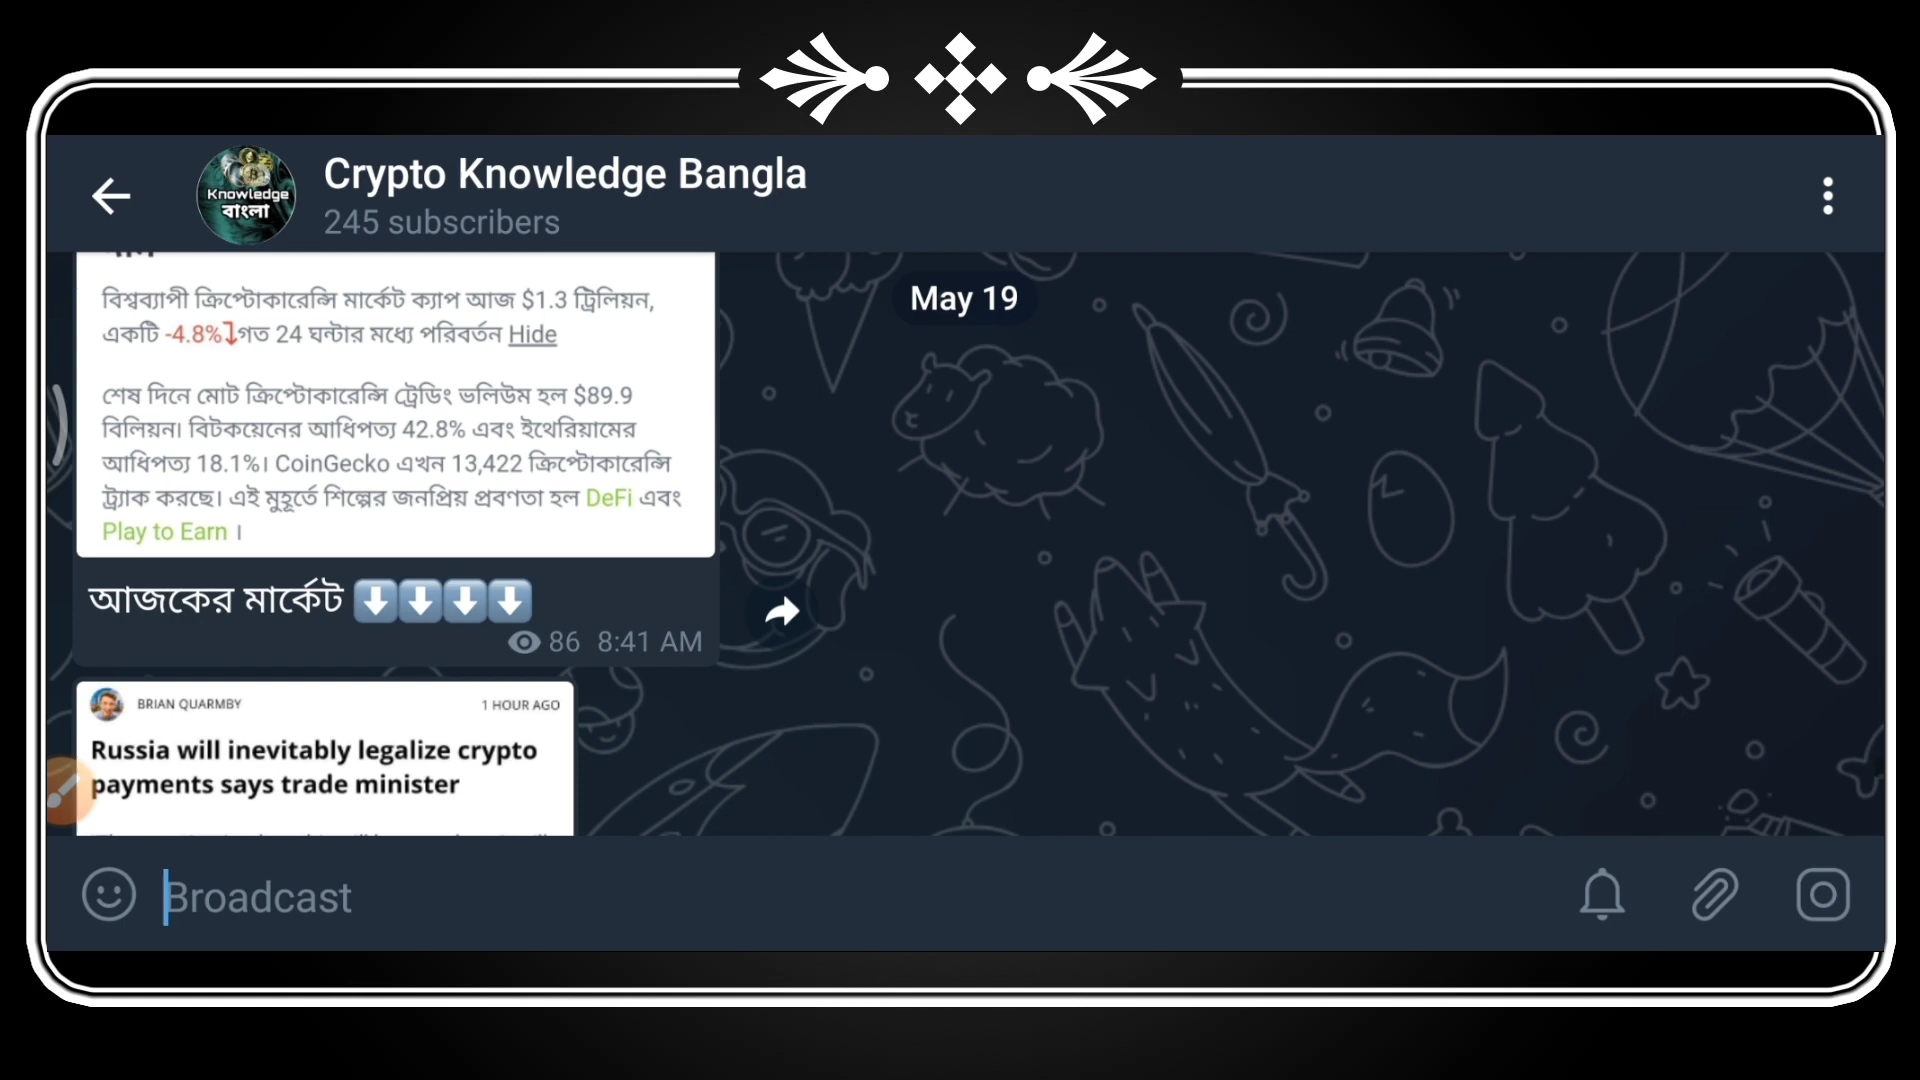 Crypto Knowledge Bangla
245 subscribers
Knowledge
বাংলা
May 19
বিশ্বব্যাপী ক্রিপ্টোকারেন্সি মার্কেট ক্যাপ আজ $1.3 ট্রিলিয়ন,
একটি -4.8% গত 24 ঘন্টার মধ্যে পরিবর্তন Hide
শেষ দিনে মোট ক্রিপ্টোকারেন্সি ট্রেডিং ভলিউম হল $89.9
বিলিয়ন। বিটকয়েনের আধিপত্য 42.8% এবং ইথেরিয়ামের
আধিপত্য 18.1%। CoinGecko এখন 13,422 ক্রিপ্টোকারেন্সি
ট্র্যাক করছে। এই মুহূর্তে শিল্পের জনপ্রিয় প্রবণতা হল DeFi এবং
Play to Earn ।
আজকের মার্কেট ⬇️⬇️⬇️⬇️
86 8:41 AM
BRIAN QUARMBY 1 HOUR AGO
Russia will inevitably legalize crypto
payments says trade minister
Broadcast